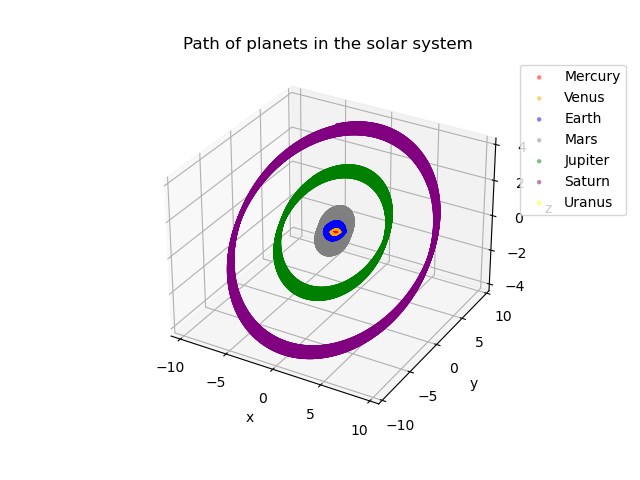 Path of planets in the solar system
Mercury
Venus
Earth
Mars
Jupiter
Saturn
Uranus
4
2
0
−2
−4
z
10
5
0
−5
−10
y
−10
−5
0
5
10
x